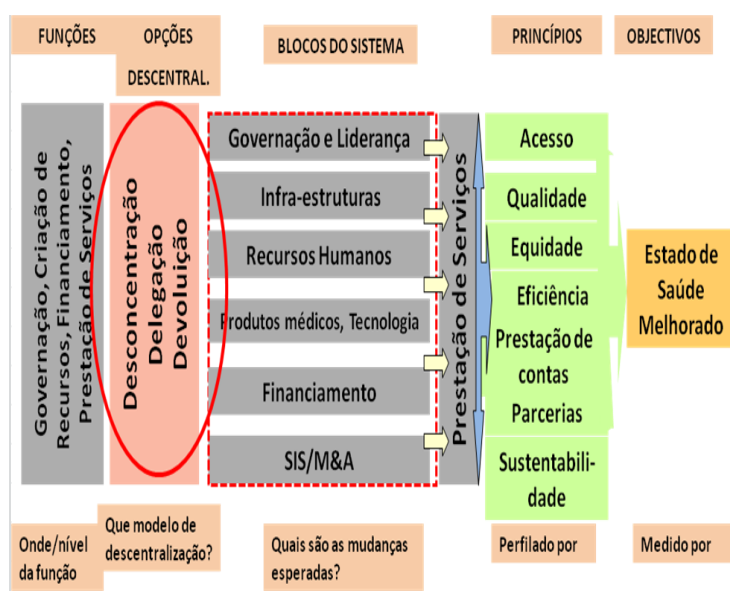 FUNÇÕES
OPÇÕES
DESCENTRAL.
BLOCOS DO SISTEMA
PRINCÍPIOS
OBJECTIVOS
Governação, Criação de
Recursos, Financiamento,
Prestação de Serviços
Desconcentração
Delegação
Devoluição
Governação e Liderança
Infra-estruturas
Recursos Humanos
Produtos médicos, Tecnologia
Financiamento
SIS/M&A
Prestação de Serviços
Acesso
Qualidade
Equidade
Eficiência
Prestação de
contas
Parcerias
Sustentabili-
dade
Estado de
Saúde
Melhorado
Onde/nível
da função
Que modelo de
descentralização?
Quais são as mudanças
esperadas?
Perfilado por
Medido por